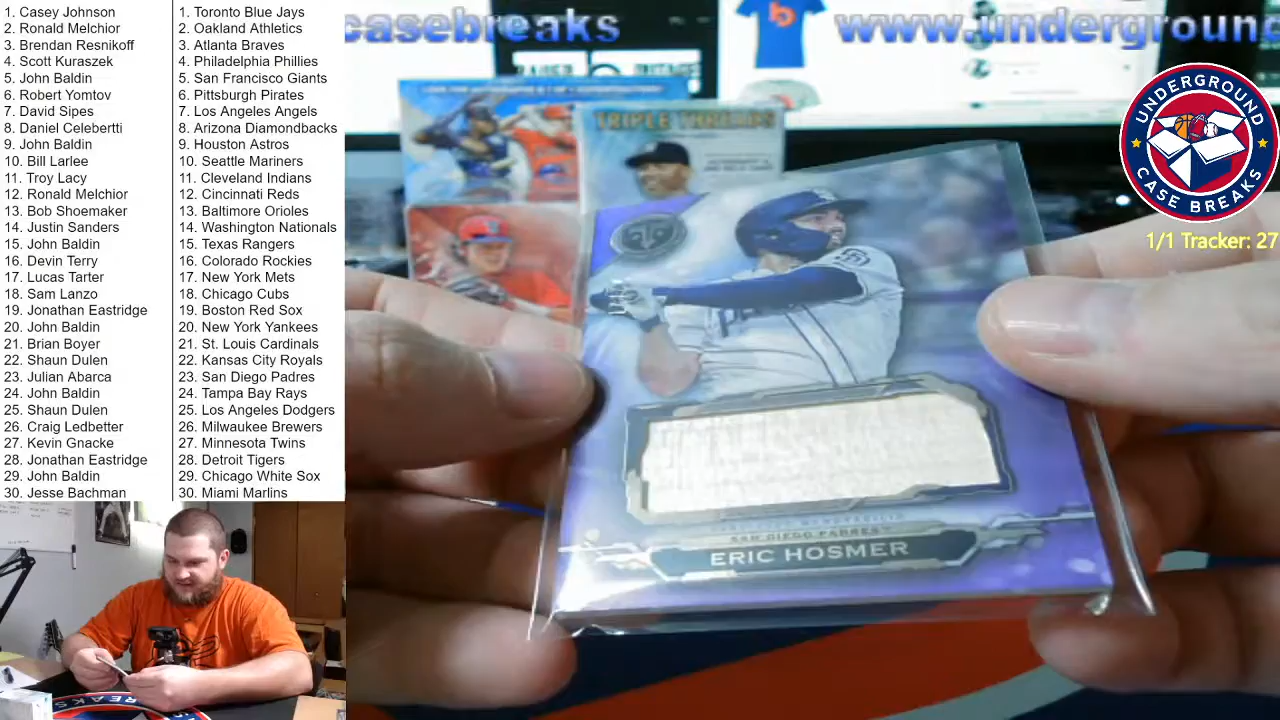 1. Casey Johnson
2. Ronald Melchior
3. Brendan Resnikoff
4. Scott Kuraszek
5. John Baldin
6. Robert Yomtov
7. David Sipes
8. Daniel Celebertti
9. John Baldin
10. Bill Larlee
11. Troy Lacy
12. Ronald Melchior
13. Bob Shoemaker
14. Justin Sanders
15. John Baldin
16. Devin Terry
17. Lucas Tarter
18. Sam Lanzo
19. Jonathan Eastridge
20. John Baldin
21. Brian Boyer
22. Shaun Dulen
23. Julian Abarca
24. John Baldin
25. Shaun Dulen
26. Craig Ledbetter
27. Kevin Gnacke
28. Jonathan Eastridge
29. John Baldin
30. Jesse Bachman
1. Toronto Blue Jays
2. Oakland Athletics
3. Atlanta Braves
4. Philadelphia Phillies
5. San Francisco Giants
6. Pittsburgh Pirates
7. Los Angeles Angels
8. Arizona Diamondbacks
9. Houston Astros
10. Seattle Mariners
11. Cleveland Indians
12. Cincinnati Reds
13. Baltimore Orioles
14. Washington Nationals
15. Texas Rangers
16. Colorado Rockies
17. New York Mets
18. Chicago Cubs
19. Boston Red Sox
20. New York Yankees
21. St. Louis Cardinals
22. Kansas City Royals
23. San Diego Padres
24. Tampa Bay Rays
25. Los Angeles Dodgers
26. Milwaukee Brewers
27. Minnesota Twins
28. Detroit Tigers
29. Chicago White Sox
30. Miami Marlins
casebreaks
www.underground
UNDERGROUND
CASE BREAKS
1/1 Tracker: 27
TRIPLE THREADS
SAN DIEGO PADRES
ERIC HOSMER
BREAKS